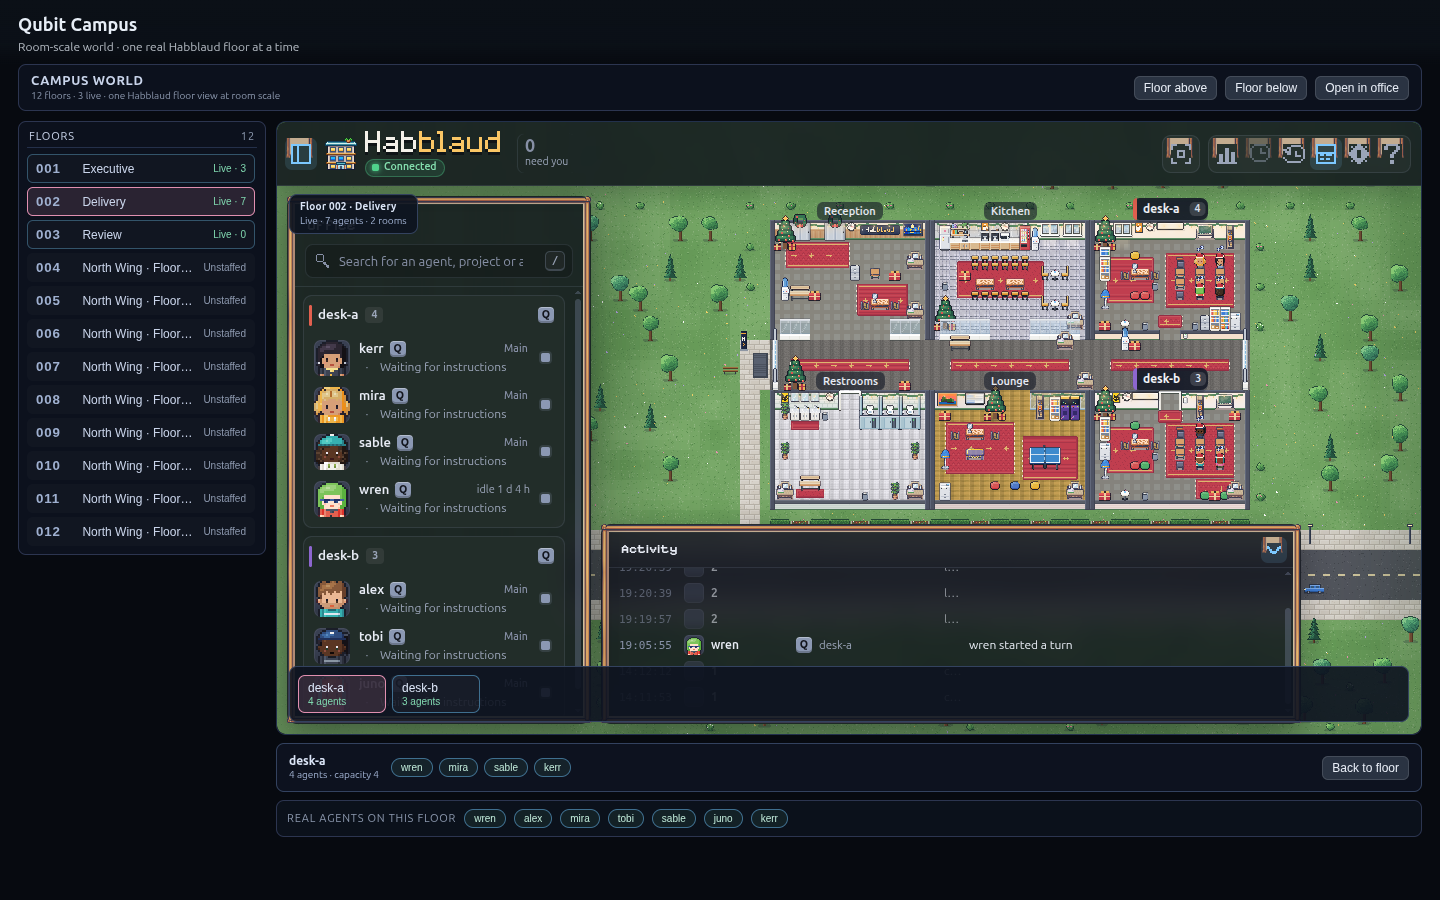 Qubit Campus
Room-scale world · one real Habblaud floor at a time
CAMPUS WORLD
12 floors · 3 live · one Habblaud floor view at room scale
Floor above
Floor below
Open in office
FLOORS 12
001 Executive Live · 3
002 Delivery Live · 7
003 Review Live · 0
004 North Wing · Floor... Unstaffed
005 North Wing · Floor... Unstaffed
006 North Wing · Floor... Unstaffed
007 North Wing · Floor... Unstaffed
008 North Wing · Floor... Unstaffed
009 North Wing · Floor... Unstaffed
010 North Wing · Floor... Unstaffed
011 North Wing · Floor... Unstaffed
012 North Wing · Floor... Unstaffed
Habblaud
Connected
0
need you
?
Floor 002 · Delivery
Live · 7 agents · 2 rooms
Search for an agent, project or a
/
desk-a 4 Q
kerr Q Main
· Waiting for instructions
mira Q Main
· Waiting for instructions
sable Q Main
· Waiting for instructions
wren Q idle 1 d 4 h
· Waiting for instructions
desk-b 3 Q
alex Q Main
· Waiting for instructions
tobi Q Main
· Waiting for instructions
juno Main
desk-a
4 agents
desk-b
3 agents
Reception
Kitchen
desk-a 4
Restrooms
Lounge
desk-b 3
Activity
19:20:39 2 l...
19:19:57 2 l...
19:05:55 wren Q desk-a wren started a turn
desk-a
4 agents · capacity 4
wren
mira
sable
kerr
Back to floor
REAL AGENTS ON THIS FLOOR
wren
alex
mira
tobi
sable
juno
kerr